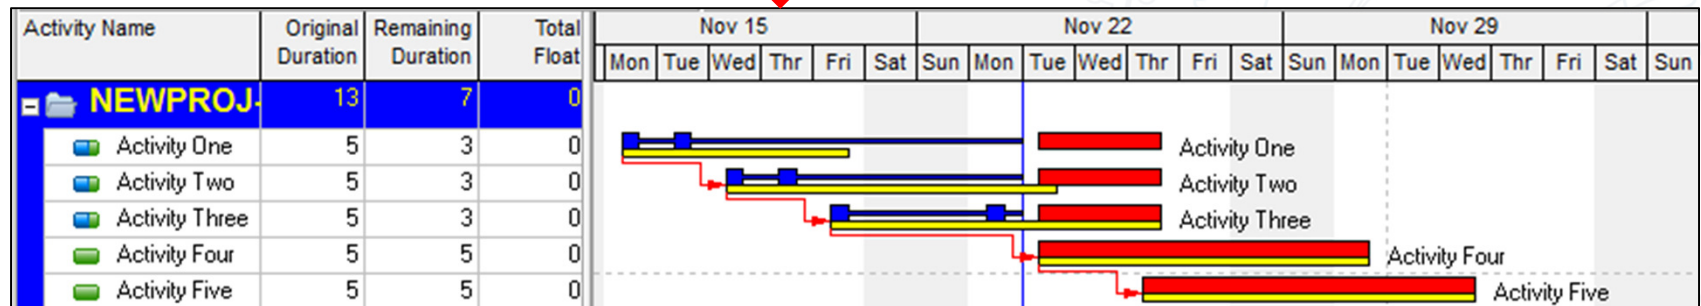 Activity Name Original Duration Remaining Duration Total Float Nov 15 Nov 22 Nov 29
Mon Tue Wed Thr Fri Sat Sun Mon Tue Wed Thr Fri Sat Sun Mon Tue Wed Thr Fri Sat Sun
NEWPROJ- 13 7 0
Activity One 5 3 0 Activity One
Activity Two 5 3 0 Activity Two
Activity Three 5 3 0 Activity Three
Activity Four 5 5 0 Activity Four
Activity Five 5 5 0 Activity Five